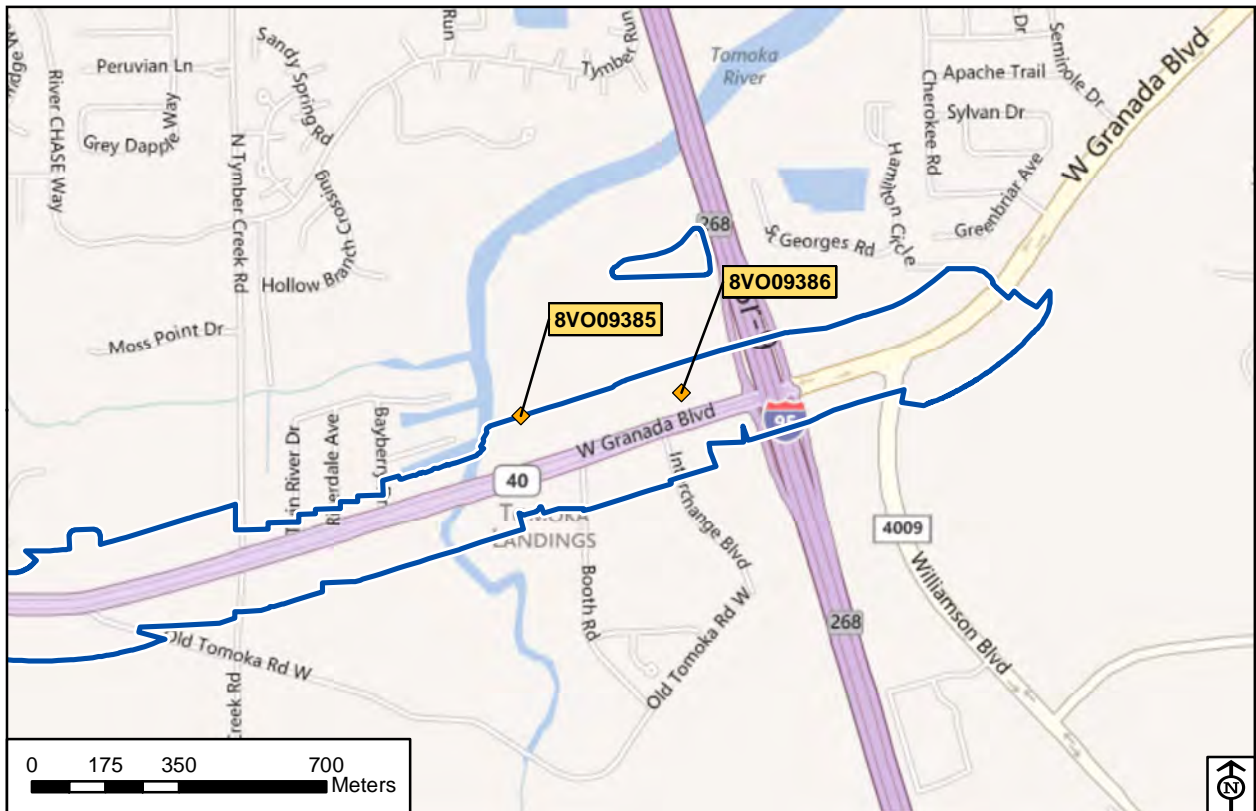 Run
Tymber Run
Sandy Spring Rd
Peruvian Ln
Grey Dapple Way
River CHASE Way
N Tymber Creek Rd
Hollow Branch Crossing
Moss Point Dr
Tomoka
River
Dr
Seminole Dr
Apache Trail
Cherokee Rd
Sylvan Dr
W Granada Blvd
Hamilton Circle
Greenbriar Ave
268
St Georges Rd
8VO09386
8VO09385
Riverdale Ave
W Granada Blvd
95
40
TOMOKA
LANDINGS
Interchange Blvd
4009
Booth Rd
Williamson Blvd
268
Old Tomoka Rd W
Old Tomoka Rd W
Creek Rd
0 175 350 700
Meters
N